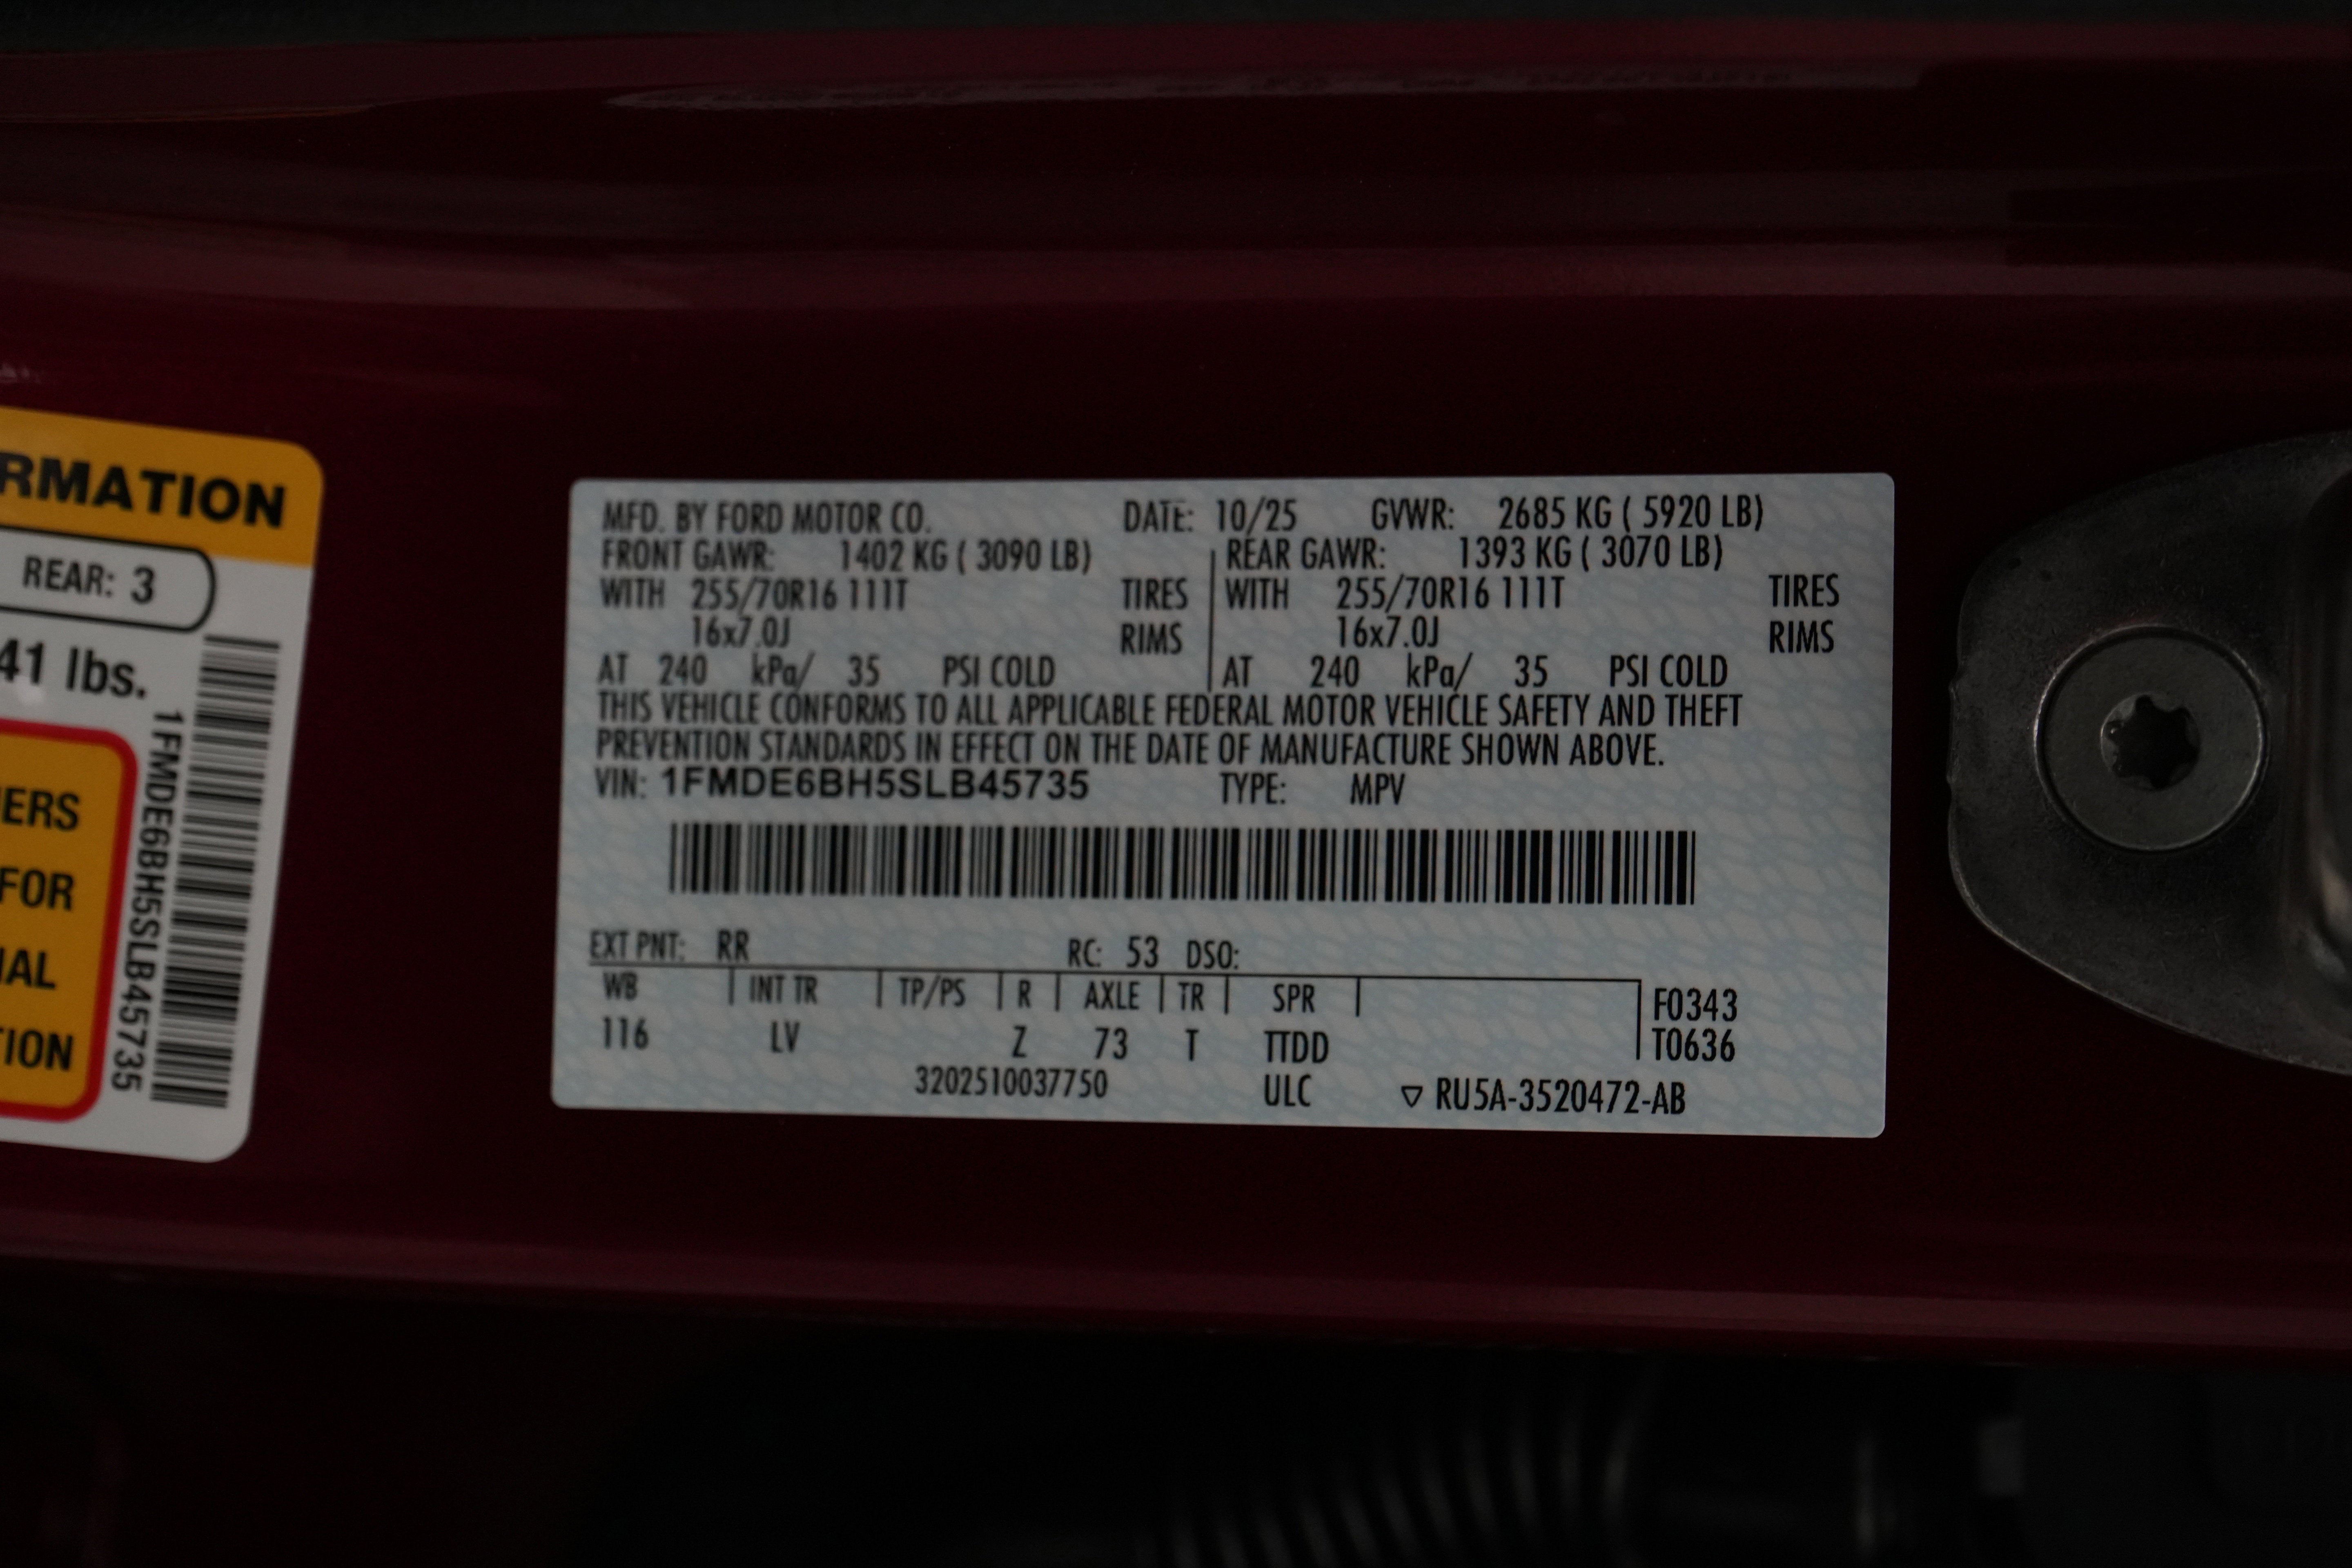 RMATION
REAR: 3
41 lbs.
ERS
FOR
IAL
TION
1FMDE6BH5SLB45735
MFD. BY FORD MOTOR CO. DATE: 10/25 GVWR: 2685 KG ( 5920 LB)
FRONT GAWR: 1402 KG ( 3090 LB) REAR GAWR: 1393 KG ( 3070 LB)
WITH 255/70R16 111T TIRES WITH 255/70R16 111T TIRES
16x7.0J RIMS 16x7.0J RIMS
AT 240 kPa/ 35 PSI COLD AT 240 kPa/ 35 PSI COLD
THIS VEHICLE CONFORMS TO ALL APPLICABLE FEDERAL MOTOR VEHICLE SAFETY AND THEFT
PREVENTION STANDARDS IN EFFECT ON THE DATE OF MANUFACTURE SHOWN ABOVE.
VIN: 1FMDE6BH5SLB45735 TYPE: MPV
EXT PNT: RR RC: 53 DSO:
WB INT TR TP/PS R AXLE TR SPR F0343
116 LV Z 73 T TTDD T0636
3202510037750 ULC ▽ RU5A-3520472-AB